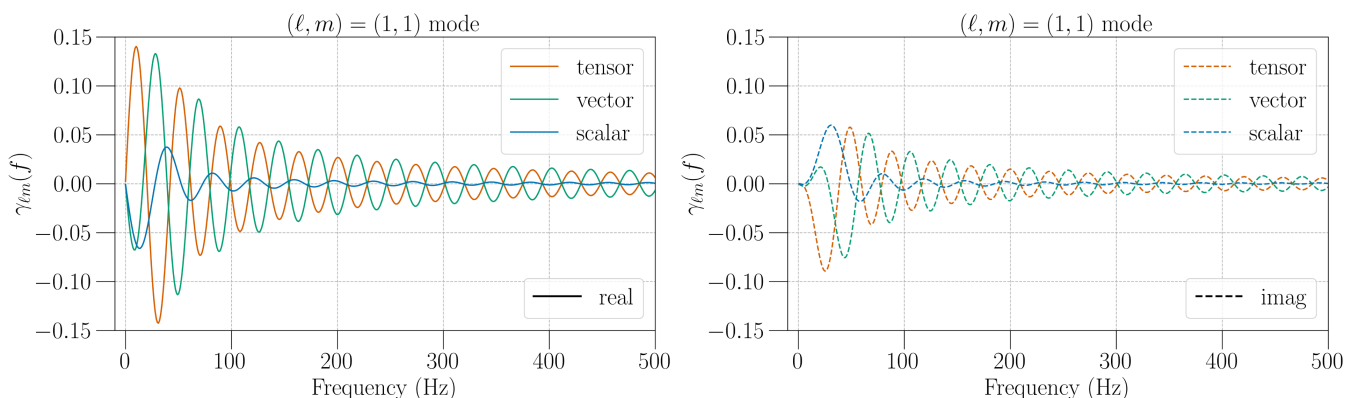 (ℓ, m) = (1, 1) mode
0.15
0.10
0.05
0.00
−0.05
−0.10
−0.15
γℓm(f)
tensor
vector
scalar
real
0 100 200 300 400 500
Frequency (Hz)
(ℓ, m) = (1, 1) mode
0.15
0.10
0.05
0.00
−0.05
−0.10
−0.15
γℓm(f)
tensor
vector
scalar
imag
0 100 200 300 400 500
Frequency (Hz)